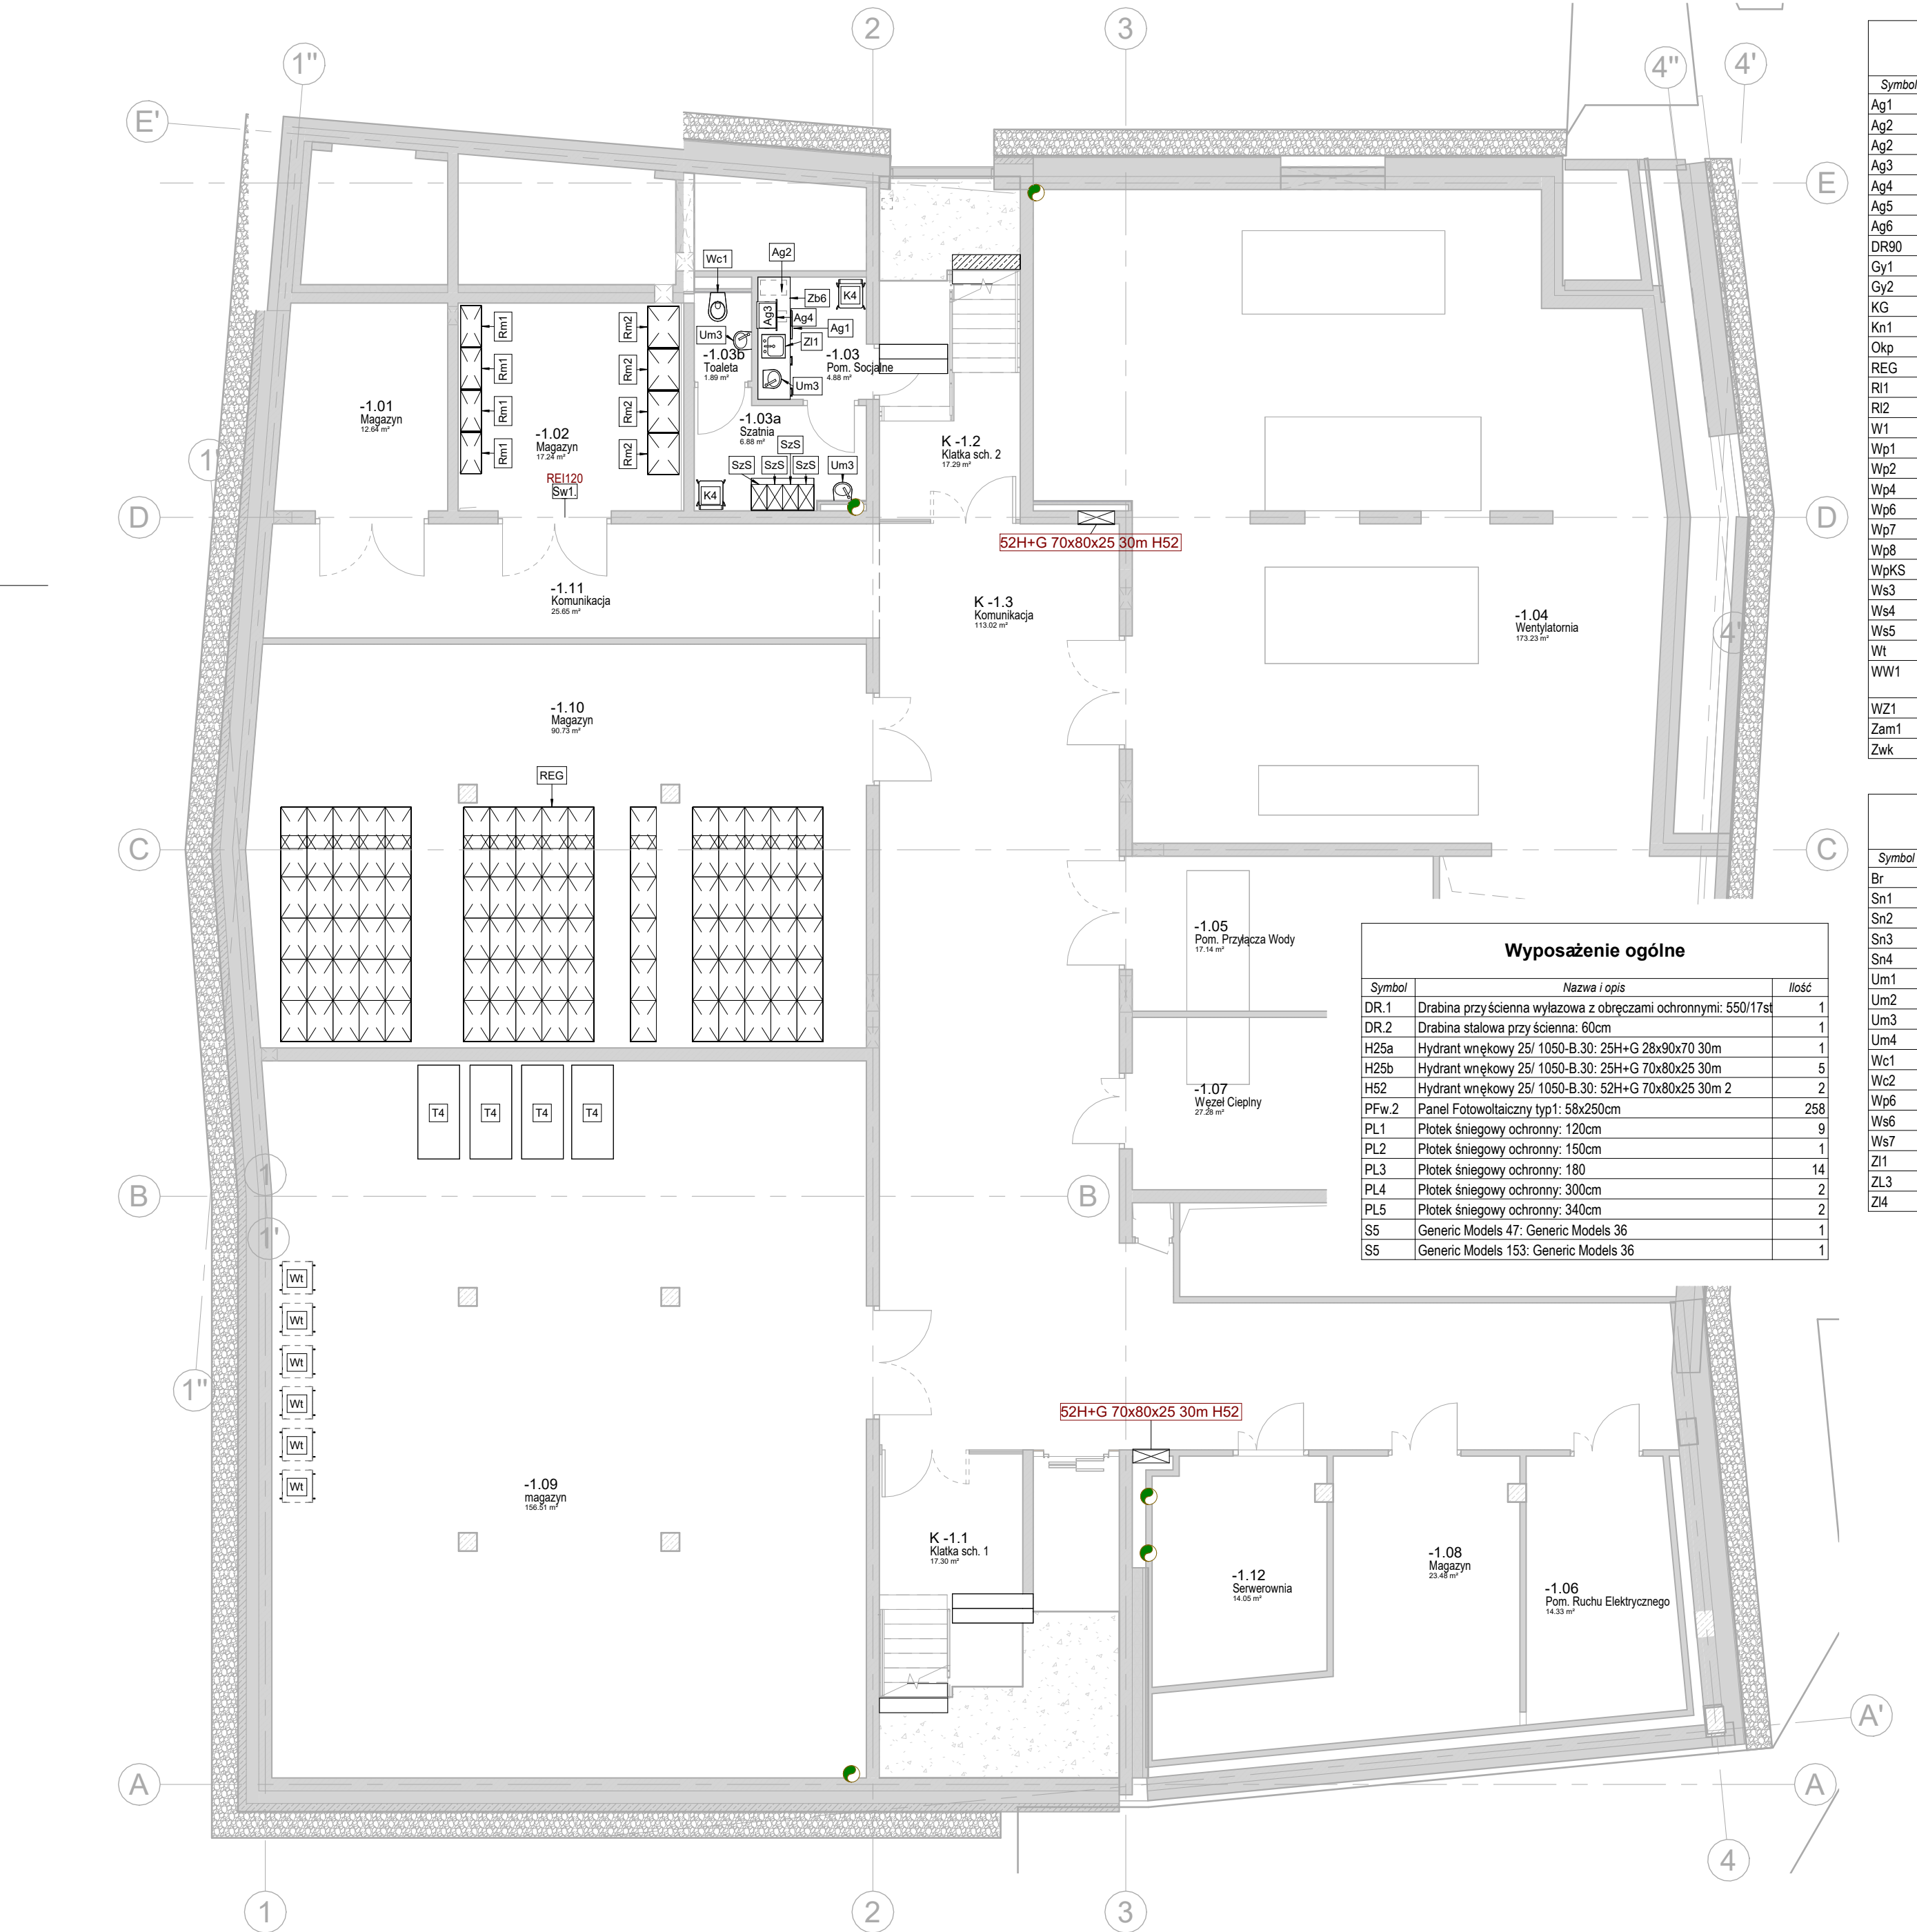 2
3
1"
4"
4'
E'
E
Wc1
Ag2
Zb6
K4
Ag3
Ag4
Ag1
Um3
Zl1
-1.03b
Toaleta
1.89 m²
-1.03
Pom. Socjalne
4.88 m²
Um3
Rm1
Rm1
Rm1
Rm1
Rm2
Rm2
Rm2
Rm2
-1.01
Magazyn
12.64 m²
-1.02
Magazyn
17.24 m²
REI120
Sw1.
-1.03a
Szatnia
6.88 m²
SzS
SzS
SzS
SzS
Um3
K4
K -1.2
Klatka sch. 2
17.29 m²
1'
D
D
52H+G 70x80x25 30m H52
-1.11
Komunikacja
25.65 m²
K -1.3
Komunikacja
113.02 m²
-1.04
Wentylatornia
173.23 m²
-1.10
Magazyn
90.73 m²
REG
C
C
-1.05
Pom. Przyłącza Wody
17.14 m²
-1.07
Węzeł Cieplny
27.28 m²
T4
T4
T4
T4
1
B
B
1'
Wt
Wt
Wt
Wt
Wt
Wt
1"
52H+G 70x80x25 30m H52
-1.09
magazyn
156.51 m²
K -1.1
Klatka sch. 1
17.30 m²
-1.12
Serwerownia
14.05 m²
-1.08
Magazyn
23.48 m²
-1.06
Pom. Ruchu Elektrycznego
14.33 m²
A'
A
A
4
1
2
3
Wyposażenie ogólne
Symbol Nazwa i opis Ilość
DR.1 Drabina przyścienna wyłazowa z obręczami ochronnymi: 550/17st 1
DR.2 Drabina stalowa przy ścienna: 60cm 1
H25a Hydrant wnękowy 25/ 1050-B.30: 25H+G 28x90x70 30m 1
H25b Hydrant wnękowy 25/ 1050-B.30: 25H+G 70x80x25 30m 5
H52 Hydrant wnękowy 25/ 1050-B.30: 52H+G 70x80x25 30m 2 2
PFw.2 Panel Fotowoltaiczny typ1: 58x250cm 258
PL1 Płotek śniegowy ochronny: 120cm 9
PL2 Płotek śniegowy ochronny: 150cm 1
PL3 Płotek śniegowy ochronny: 180 14
PL4 Płotek śniegowy ochronny: 300cm 2
PL5 Płotek śniegowy ochronny: 340cm 2
S5 Generic Models 47: Generic Models 36 1
S5 Generic Models 153: Generic Models 36 1
Symbol
Ag1
Ag2
Ag2
Ag3
Ag4
Ag5
Ag6
DR90
Gy1
Gy2
KG
Kn1
Okp
REG
Rl1
Rl2
W1
Wp1
Wp2
Wp4
Wp6
Wp7
Wp8
WpKS
Ws3
Ws4
Ws5
Wt
WW1
WZ1
Zam1
Zwk
Symbol
Br
Sn1
Sn2
Sn3
Sn4
Um1
Um2
Um3
Um4
Wc1
Wc2
Wp6
Ws6
Ws7
Zl1
ZL3
Zl4